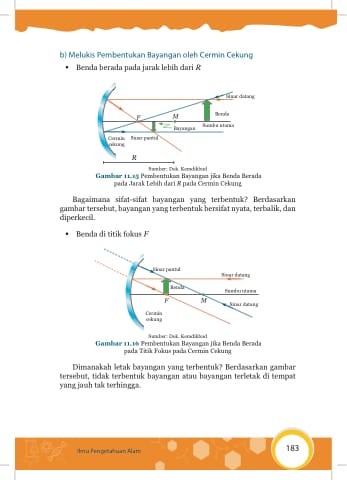 b) Melukis Pembentukan Bayangan oleh Cermin Cekung
• Benda berada pada jarak lebih dari R
Sinar datang
Benda
F
M
Bayangan
Sumbu utama
Cermin
cekung
Sinar pantul
R
Sumber: Dok. Kemdikbud
Gambar 11.15 Pembentukan Bayangan jika Benda Berada
pada Jarak Lebih dari R pada Cermin Cekung
Bagaimana sifat-sifat bayangan yang terbentuk? Berdasarkan
gambar tersebut, bayangan yang terbentuk bersifat nyata, terbalik, dan
diperkecil.
• Benda di titik fokus F
Sinar pantul
Sinar datang
Benda
Sumbu utama
F
M
Sinar datang
Cermin
cekung
Sumber: Dok. Kemdikbud
Gambar 11.16 Pembentukan Bayangan jika Benda Berada
pada Titik Fokus pada Cermin Cekung
Dimanakah letak bayangan yang terbentuk? Berdasarkan gambar
tersebut, tidak terbentuk bayangan atau bayangan terletak di tempat
yang jauh tak terhingga.
Ilmu Pengetahuan Alam
183